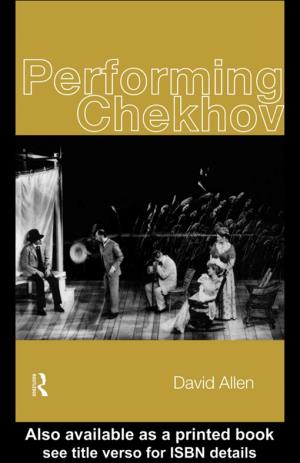 Performing
Chekhov
David Allen
Also available as a printed book
see title verso for ISBN details